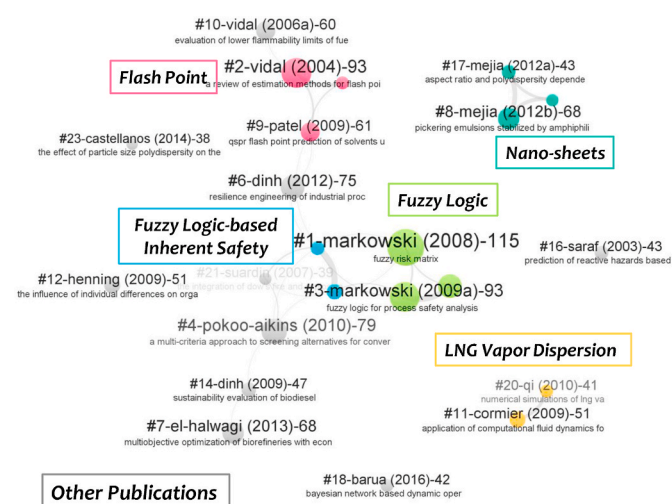 #10-vidal (2006a)-60
evaluation of lower flammability limits of fue
Flash Point
#2-vidal (2004)-93
a review of estimation methods for flash poi
#17-mejia (2012a)-43
aspect ratio and polydispersity depende
#8-mejia (2012b)-68
pickering emulsions stabilized by amphiphili
Nano-sheets
#9-patel (2009)-61
qspr flash point prediction of solvents u
#23-castellanos (2014)-38
the effect of particle size polydispersity on the
#6-dinh (2012)-75
resilience engineering of industrial proc
Fuzzy Logic
Fuzzy Logic-based
Inherent Safety
#1-markowski (2008)-115
fuzzy risk matrix
#16-saraf (2003)-43
prediction of reactive hazards based
#12-henning (2009)-51
the influence of individual differences on orga
#21-suardin (2007)-39
the integration of dow
#3-markowski (2009a)-93
fuzzy logic for process safety analysis
#4-pokoo-aikins (2010)-79
a multi-criteria approach to screening alternatives for conver
LNG Vapor Dispersion
#20-qi (2010)-41
numerical simulations of lng va
#14-dinh (2009)-47
sustainability evaluation of biodiesel
#11-cormier (2009)-51
application of computational fluid dynamics fo
#7-el-halwagi (2013)-68
multiobjective optimization of biorefineries with econ
#18-barua (2016)-42
bayesian network based dynamic oper
Other Publications